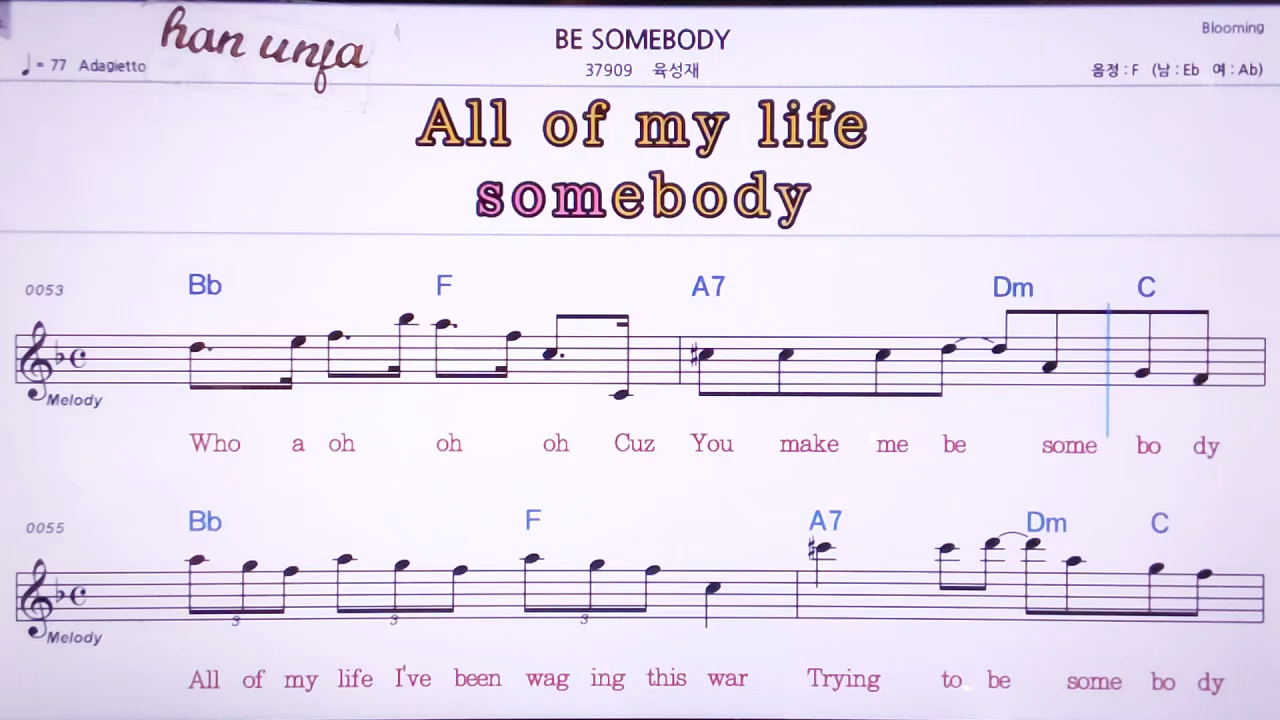 han unfa
BE SOMEBODY
Blooming
♩ = 77 Adagietto
37909 육성재
음정 : F (남 : Eb 여 : Ab)
All of my life
somebody
0053 Bb F A7 Dm C
Melody
Who a oh oh oh Cuz You make me be some bo dy
0055 Bb F A7 Dm C
3 3 3
Melody
All of my life I've been wag ing this war Trying to be some bo dy